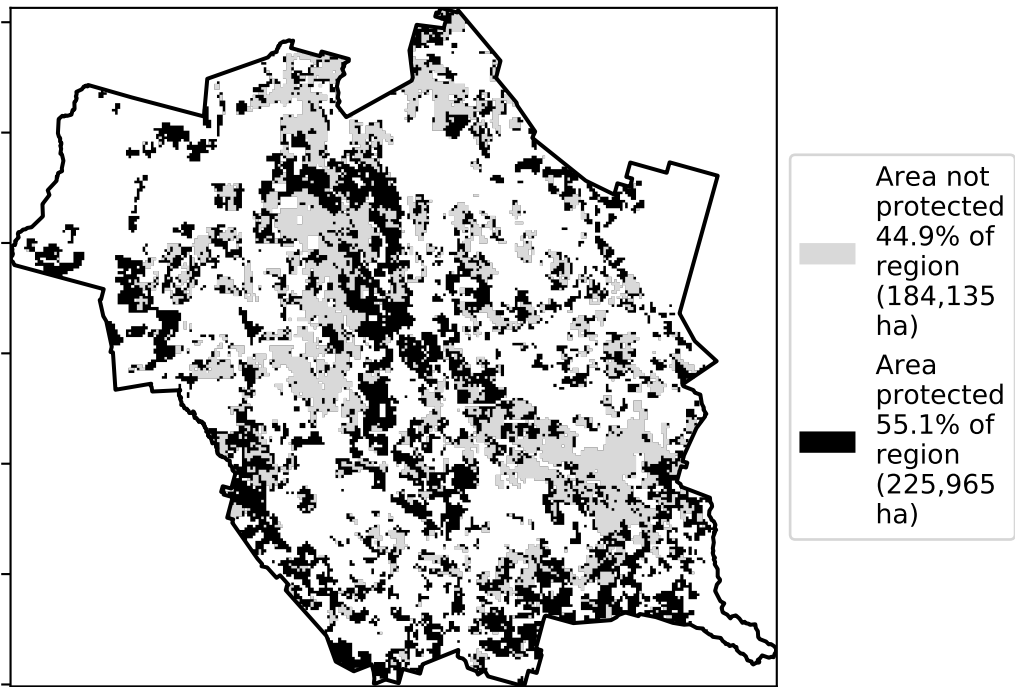 Area not
protected
44.9% of
region
(184,135
ha)
Area
protected
55.1% of
region
(225,965
ha)